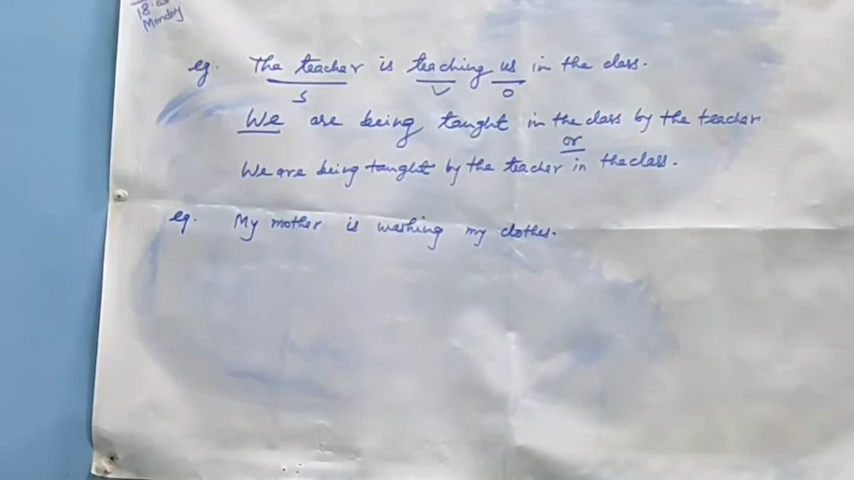 Monday
eg. The teacher is teaching us in the class.
S V O
We are being taught in the class by the teacher
or
We are being taught by the teacher in the class.
eg. My mother is washing my clothes.